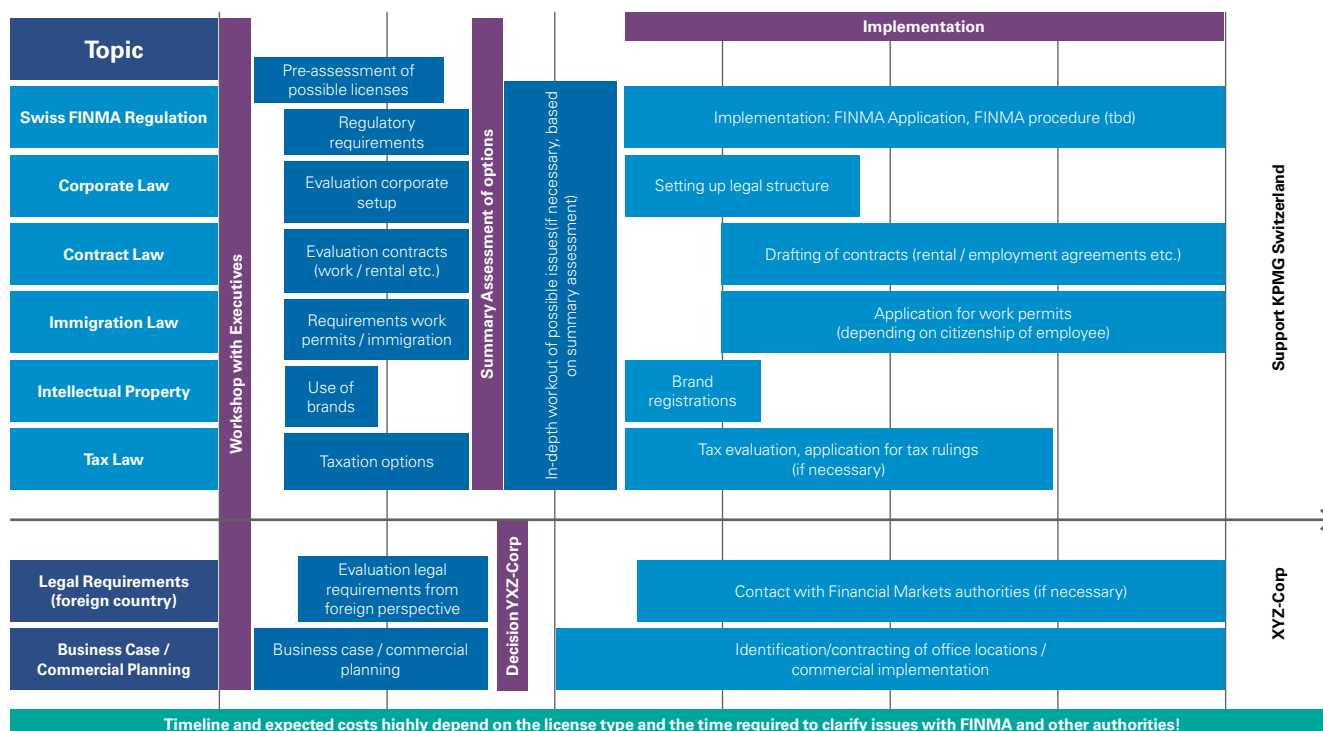 Topic
Implementation
Pre-assessment of
possible licenses
Swiss FINMA Regulation
Regulatory
requirements
Implementation: FINMA Application, FINMA procedure (tbd)
Corporate Law
Evaluation corporate
setup
Setting up legal structure
Contract Law
Evaluation contracts
(work / rental etc.)
Drafting of contracts (rental / employment agreements etc.)
Immigration Law
Requirements work
permits / immigration
Application for work permits
(depending on citizenship of employee)
Intellectual Property
Use of
brands
Brand
registrations
Tax Law
Taxation options
Tax evaluation, application for tax rulings
(if necessary)
Workshop with Executives
Summary Assessment of options
In-depth workout of possible issues(if necessary, based
on summary assessment)
Support KPMG Switzerland
Legal Requirements
(foreign country)
Evaluation legal
requirements from
foreign perspective
Contact with Financial Markets authorities (if necessary)
Business Case /
Commercial Planning
Business case / commercial
planning
Identification/contracting of office locations /
commercial implementation
Decision YXZ-Corp
XYZ-Corp
Timeline and expected costs highly depend on the license type and the time required to clarify issues with FINMA and other authorities!